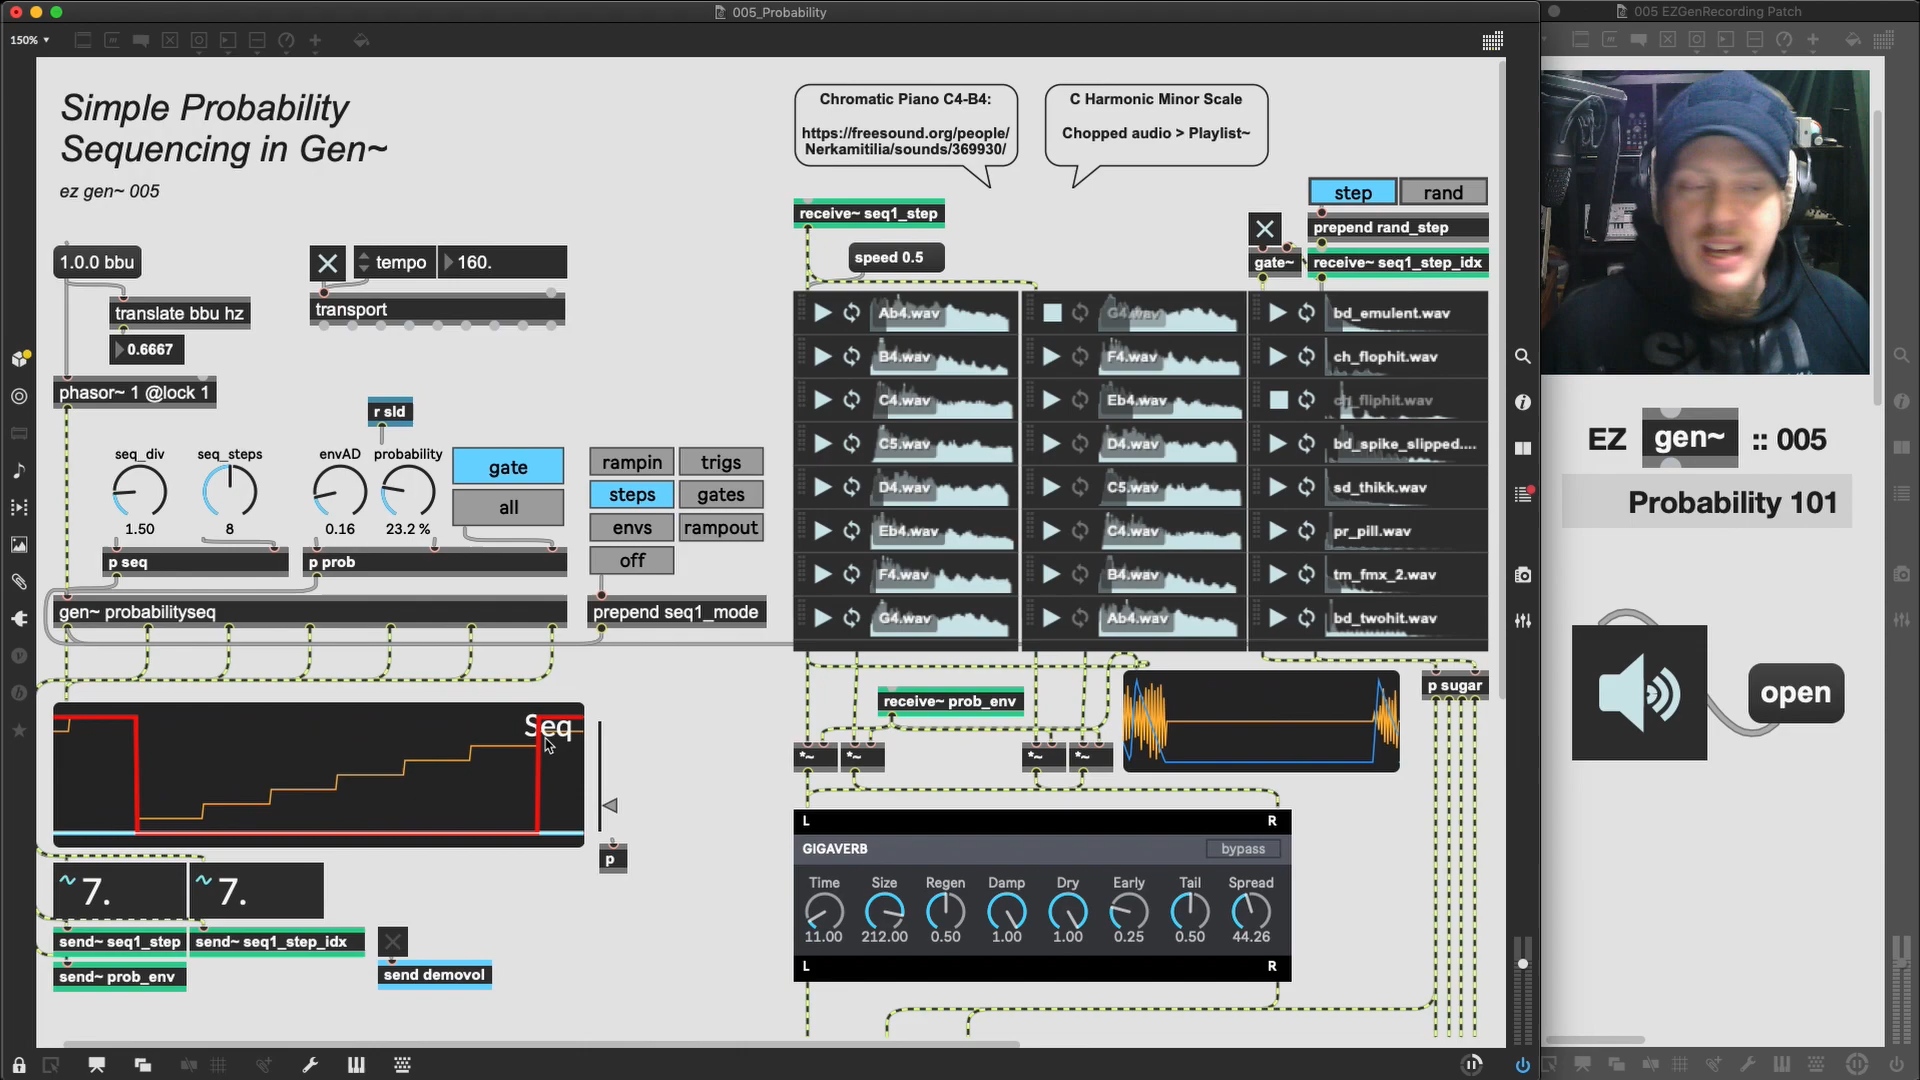 005_Probability
005 EZGenRecording Patch
150%
Simple Probability
Sequencing in Gen~
ez gen~ 005
Chromatic Piano C4-B4:
https://freesound.org/people/
Nerkamitilia/sounds/369930/
C Harmonic Minor Scale
Chopped audio > Playlist~
step
rand
prepend rand_step
receive~ seq1_step_idx
gate~
receive~ seq1_step
speed 0.5
1.0.0 bbu
translate bbu hz
0.6667
phasor~ 1 @lock 1
tempo
160.
transport
r sld
seq_div
seq_steps
envAD
probability
1.50
8
0.16
23.2 %
gate
all
rampin
trigs
steps
gates
envs
rampout
off
p seq
p prob
gen~ probabilityseq
prepend seq1_mode
Ab4.wav
B4.wav
C4.wav
C5.wav
D4.wav
Eb4.wav
F4.wav
G4.wav
G4.wav
F4.wav
Eb4.wav
D4.wav
C5.wav
C4.wav
B4.wav
Ab4.wav
bd_emulent.wav
ch_flophit.wav
ch_fliphit.wav
bd_spike_slipped....
sd_thikk.wav
pr_pill.wav
tm_fmx_2.wav
bd_twohit.wav
Seq
p
receive~ prob_env
p sugar
*~
*~
*~
*~
7.
7.
send~ seq1_step
send~ seq1_step_idx
send~ prob_env
send demovol
L
R
GIGAVERB
bypass
Time
Size
Regen
Damp
Dry
Early
Tail
Spread
11.00
212.00
0.50
1.00
1.00
0.25
0.50
44.26
L
R
EZ
gen~
:: 005
Probability 101
open